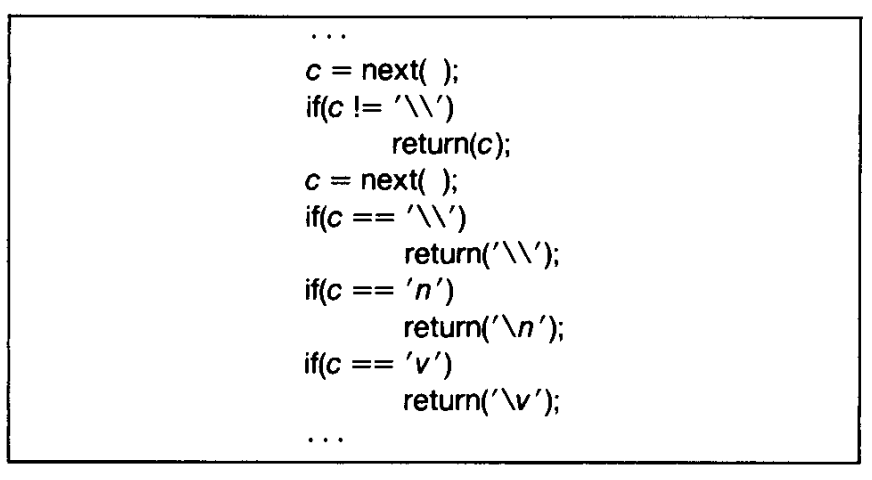 ...
c = next( );
if(c != '\\')
return(c);
c = next( );
if(c == '\\')
return('\\');
if(c == 'n')
return('\n');
if(c == 'v')
return('\v');
...